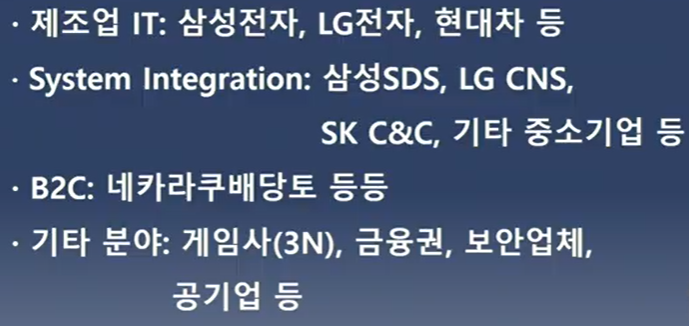 · 제조업 IT: 삼성전자, LG전자, 현대차 등
· System Integration: 삼성SDS, LG CNS,
SK C&C, 기타 중소기업 등
· B2C: 네카라쿠배당토 등등
· 기타 분야: 게임사(3N), 금융권, 보안업체,
공기업 등